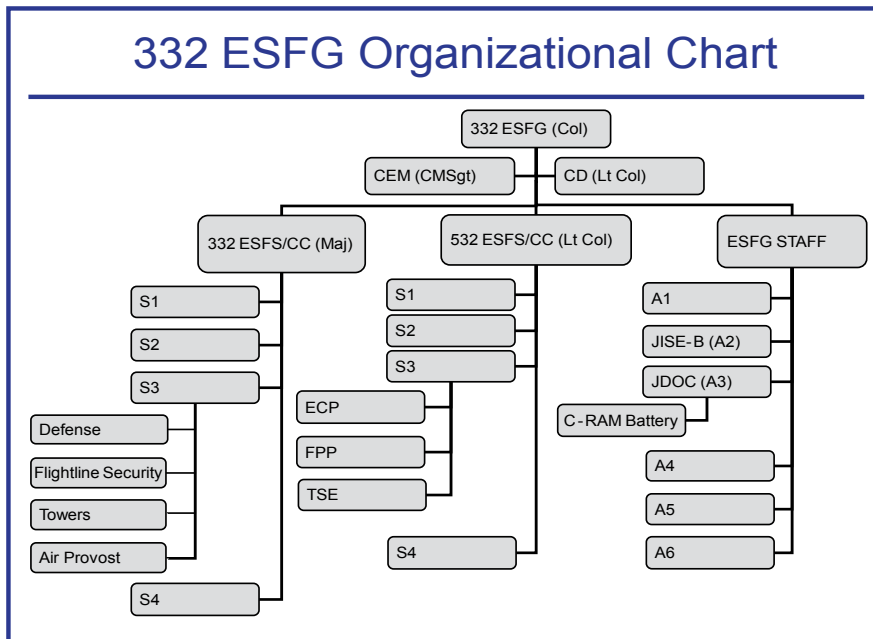 332 ESFG Organizational Chart
332 ESFG (Col)
CEM (CMSgt)
CD (Lt Col)
332 ESFS/CC (Maj)
532 ESFS/CC (Lt Col)
ESFG STAFF
S1
S2
S3
Defense
Flightline Security
Towers
Air Provost
S4
S1
S2
S3
ECP
FPP
TSE
S4
A1
JISE-B (A2)
JDOC (A3)
C-RAM Battery
A4
A5
A6